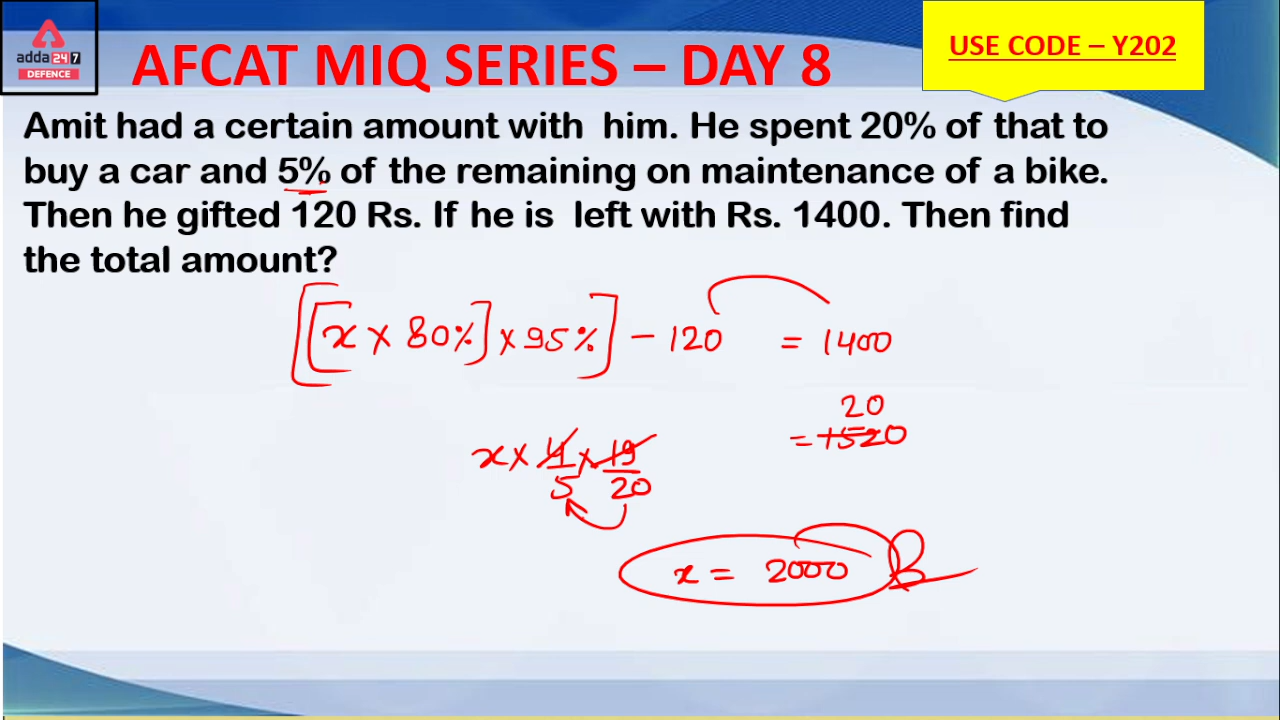 adda 24 7
DEFENCE
AFCAT MIQ SERIES – DAY 8
USE CODE – Y202
Amit had a certain amount with him. He spent 20% of that to
buy a car and 5% of the remaining on maintenance of a bike.
Then he gifted 120 Rs. If he is left with Rs. 1400. Then find
the total amount?
[[x × 80%] × 95%] − 120 = 1400
20
= 1520
x × 4/5 × 19/20
x = 2000 B